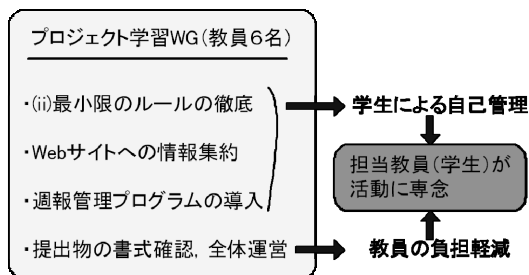 プロジェクト学習WG(教員6名)
・(ii)最小限のルールの徹底
学生による自己管理
・Webサイトへの情報集約
担当教員(学生)が
活動に専念
・週報管理プログラムの導入
・提出物の書式確認, 全体運営
教員の負担軽減